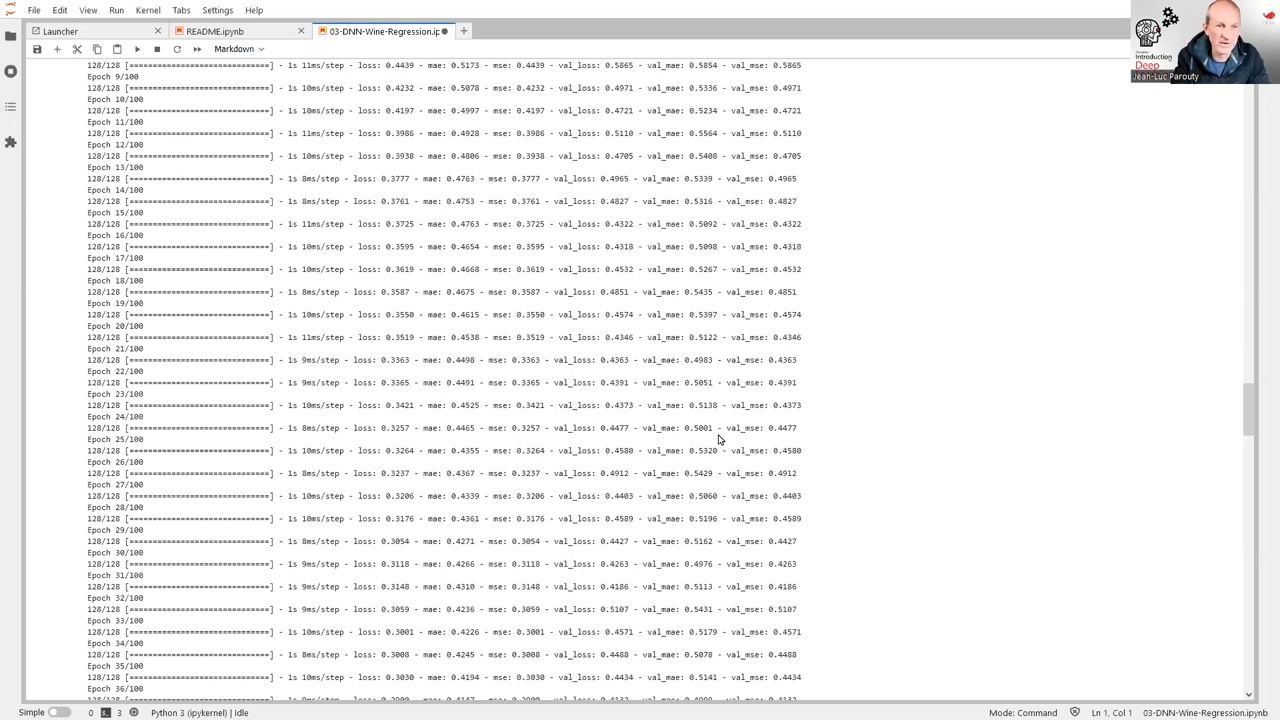 File Edit View Run Kernel Tabs Settings Help
Launcher × README.ipynb × 03-DNN-Wine-Regression.ip
Markdown
128/128 [==============================] - 1s 11ms/step - loss: 0.4439 - mae: 0.5173 - mse: 0.4439 - val_loss: 0.5865 - val_mae: 0.5854 - val_mse: 0.5865
Epoch 9/100
128/128 [==============================] - 1s 10ms/step - loss: 0.4232 - mae: 0.5078 - mse: 0.4232 - val_loss: 0.4971 - val_mae: 0.5336 - val_mse: 0.4971
Epoch 10/100
128/128 [==============================] - 1s 10ms/step - loss: 0.4197 - mae: 0.4997 - mse: 0.4197 - val_loss: 0.4721 - val_mae: 0.5234 - val_mse: 0.4721
Epoch 11/100
128/128 [==============================] - 1s 11ms/step - loss: 0.3986 - mae: 0.4928 - mse: 0.3986 - val_loss: 0.5110 - val_mae: 0.5564 - val_mse: 0.5110
Epoch 12/100
128/128 [==============================] - 1s 10ms/step - loss: 0.3938 - mae: 0.4806 - mse: 0.3938 - val_loss: 0.4705 - val_mae: 0.5408 - val_mse: 0.4705
Epoch 13/100
128/128 [==============================] - 1s 8ms/step - loss: 0.3777 - mae: 0.4763 - mse: 0.3777 - val_loss: 0.4965 - val_mae: 0.5339 - val_mse: 0.4965
Epoch 14/100
128/128 [==============================] - 1s 8ms/step - loss: 0.3761 - mae: 0.4753 - mse: 0.3761 - val_loss: 0.4827 - val_mae: 0.5316 - val_mse: 0.4827
Epoch 15/100
128/128 [==============================] - 1s 11ms/step - loss: 0.3725 - mae: 0.4763 - mse: 0.3725 - val_loss: 0.4322 - val_mae: 0.5092 - val_mse: 0.4322
Epoch 16/100
128/128 [==============================] - 1s 10ms/step - loss: 0.3595 - mae: 0.4654 - mse: 0.3595 - val_loss: 0.4318 - val_mae: 0.5098 - val_mse: 0.4318
Epoch 17/100
128/128 [==============================] - 1s 10ms/step - loss: 0.3619 - mae: 0.4668 - mse: 0.3619 - val_loss: 0.4532 - val_mae: 0.5267 - val_mse: 0.4532
Epoch 18/100
128/128 [==============================] - 1s 8ms/step - loss: 0.3587 - mae: 0.4675 - mse: 0.3587 - val_loss: 0.4851 - val_mae: 0.5435 - val_mse: 0.4851
Epoch 19/100
128/128 [==============================] - 1s 10ms/step - loss: 0.3550 - mae: 0.4615 - mse: 0.3550 - val_loss: 0.4574 - val_mae: 0.5397 - val_mse: 0.4574
Epoch 20/100
128/128 [==============================] - 1s 11ms/step - loss: 0.3519 - mae: 0.4538 - mse: 0.3519 - val_loss: 0.4346 - val_mae: 0.5122 - val_mse: 0.4346
Epoch 21/100
128/128 [==============================] - 1s 9ms/step - loss: 0.3363 - mae: 0.4498 - mse: 0.3363 - val_loss: 0.4363 - val_mae: 0.4983 - val_mse: 0.4363
Epoch 22/100
128/128 [==============================] - 1s 9ms/step - loss: 0.3365 - mae: 0.4491 - mse: 0.3365 - val_loss: 0.4391 - val_mae: 0.5051 - val_mse: 0.4391
Epoch 23/100
128/128 [==============================] - 1s 10ms/step - loss: 0.3421 - mae: 0.4525 - mse: 0.3421 - val_loss: 0.4373 - val_mae: 0.5138 - val_mse: 0.4373
Epoch 24/100
128/128 [==============================] - 1s 8ms/step - loss: 0.3257 - mae: 0.4465 - mse: 0.3257 - val_loss: 0.4477 - val_mae: 0.5001 - val_mse: 0.4477
Epoch 25/100
128/128 [==============================] - 1s 10ms/step - loss: 0.3264 - mae: 0.4355 - mse: 0.3264 - val_loss: 0.4580 - val_mae: 0.5320 - val_mse: 0.4580
Epoch 26/100
128/128 [==============================] - 1s 8ms/step - loss: 0.3237 - mae: 0.4367 - mse: 0.3237 - val_loss: 0.4912 - val_mae: 0.5429 - val_mse: 0.4912
Epoch 27/100
128/128 [==============================] - 1s 10ms/step - loss: 0.3206 - mae: 0.4339 - mse: 0.3206 - val_loss: 0.4403 - val_mae: 0.5060 - val_mse: 0.4403
Epoch 28/100
128/128 [==============================] - 1s 10ms/step - loss: 0.3176 - mae: 0.4361 - mse: 0.3176 - val_loss: 0.4589 - val_mae: 0.5196 - val_mse: 0.4589
Epoch 29/100
128/128 [==============================] - 1s 8ms/step - loss: 0.3054 - mae: 0.4271 - mse: 0.3054 - val_loss: 0.4427 - val_mae: 0.5162 - val_mse: 0.4427
Epoch 30/100
128/128 [==============================] - 1s 9ms/step - loss: 0.3118 - mae: 0.4266 - mse: 0.3118 - val_loss: 0.4263 - val_mae: 0.4976 - val_mse: 0.4263
Epoch 31/100
128/128 [==============================] - 1s 9ms/step - loss: 0.3148 - mae: 0.4310 - mse: 0.3148 - val_loss: 0.4186 - val_mae: 0.5113 - val_mse: 0.4186
Epoch 32/100
128/128 [==============================] - 1s 9ms/step - loss: 0.3059 - mae: 0.4236 - mse: 0.3059 - val_loss: 0.5107 - val_mae: 0.5431 - val_mse: 0.5107
Epoch 33/100
128/128 [==============================] - 1s 10ms/step - loss: 0.3001 - mae: 0.4226 - mse: 0.3001 - val_loss: 0.4571 - val_mae: 0.5179 - val_mse: 0.4571
Epoch 34/100
128/128 [==============================] - 1s 8ms/step - loss: 0.3008 - mae: 0.4245 - mse: 0.3008 - val_loss: 0.4488 - val_mae: 0.5078 - val_mse: 0.4488
Epoch 35/100
128/128 [==============================] - 1s 10ms/step - loss: 0.3030 - mae: 0.4194 - mse: 0.3030 - val_loss: 0.4434 - val_mae: 0.5141 - val_mse: 0.4434
Epoch 36/100
Introduction
Deep
Jean-Luc Parouty
Simple 0 3 Python 3 (ipykernel) | Idle Mode: Command Ln 1, Col 1 03-DNN-Wine-Regression.ipynb